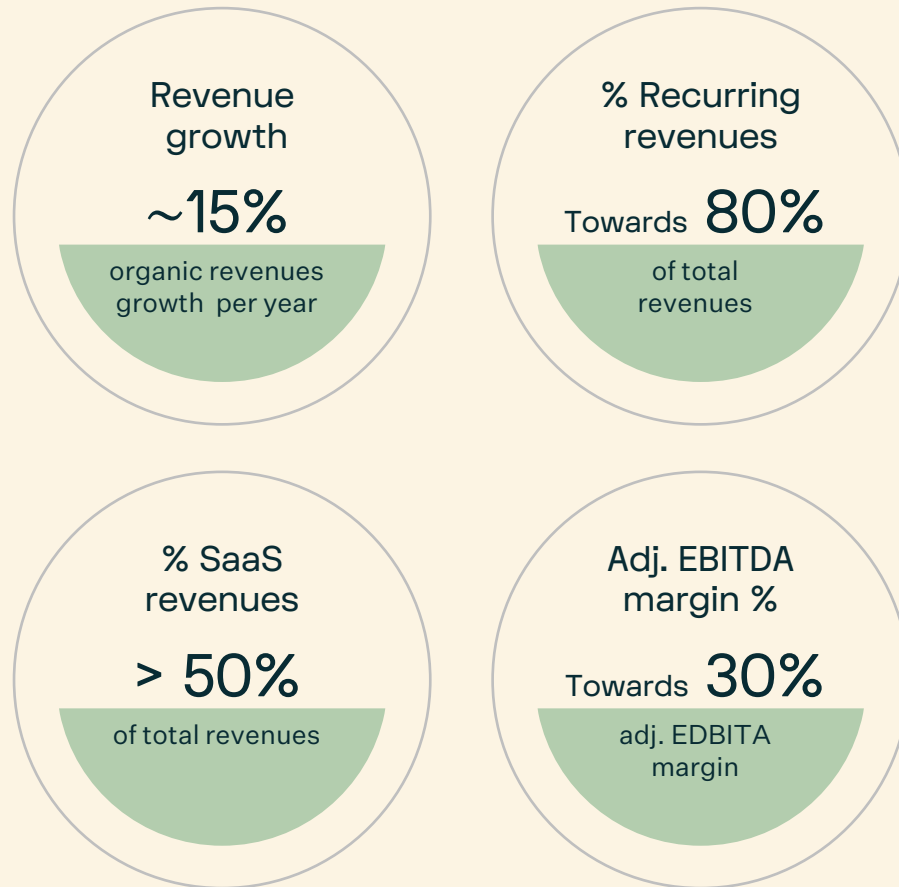 Revenue
growth
~15%
organic revenues
growth per year
% Recurring
revenues
Towards 80%
of total
revenues
% SaaS
revenues
> 50%
of total revenues
Adj. EBITDA
margin %
Towards 30%
adj. EDBITA
margin